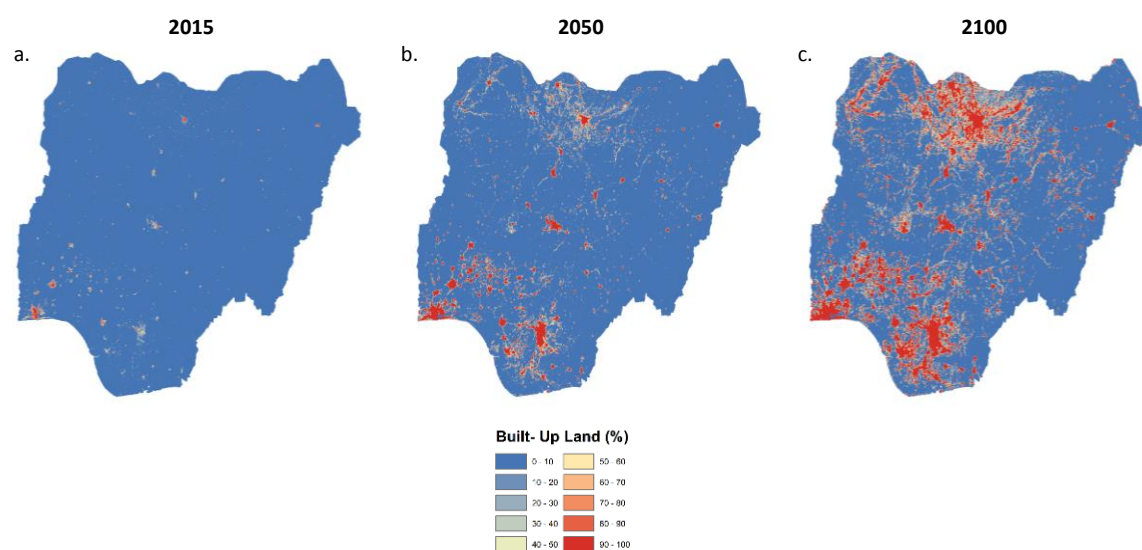 2015 2050 2100
a. b. c.
Built- Up Land (%)
0 - 10 50 - 60
10 - 20 60 - 70
20 - 30 70 - 80
30 - 40 80 - 90
40 - 50 90 - 100